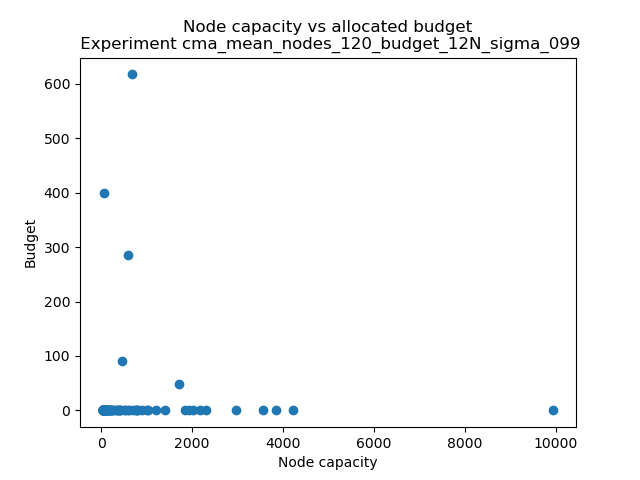 Node capacity vs allocated budget
Experiment cma_mean_nodes_120_budget_12N_sigma_099
600
500
400
300
200
100
0
Budget
0 2000 4000 6000 8000 10000
Node capacity